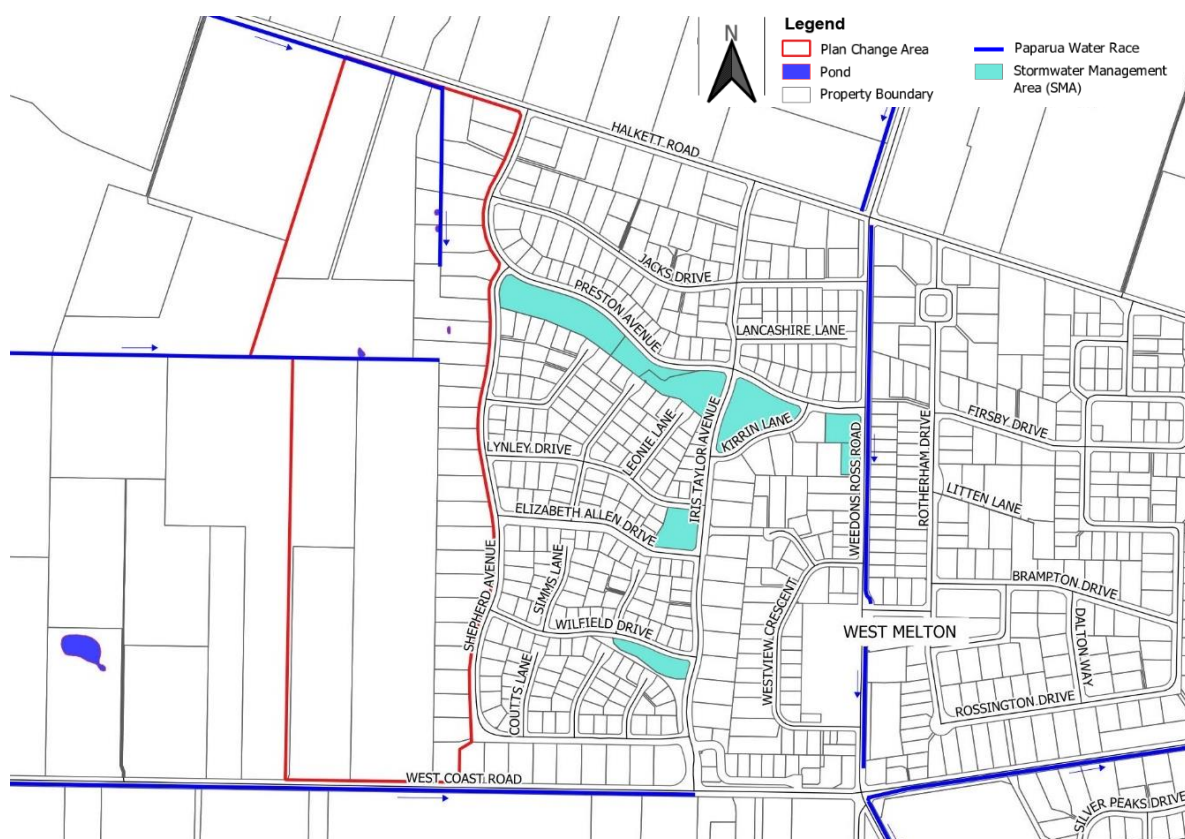 N
Legend
Plan Change Area
Pond
Property Boundary
Paparua Water Race
Stormwater Management
Area (SMA)
HALKETT ROAD
JACKS DRIVE
PRESTON AVENUE
LANCASHIRE LANE
KIRRIN LANE
IRIS TAYLOR AVENUE
LEONIE LANE
LYNLEY DRIVE
ELIZABETH ALLEN DRIVE
SHEPHERD AVENUE
SIMMS LANE
WILFIELD DRIVE
COUTTS LANE
WESTVIEW CRESCENT
WEEDONS ROSS ROAD
ROTHERHAM DRIVE
FIRSBY DRIVE
LITTEN LANE
BRAMPTON DRIVE
WEST MELTON
DALTON WAY
ROSSINGTON DRIVE
WEST COAST ROAD
SILVER PEAKS DRIVE